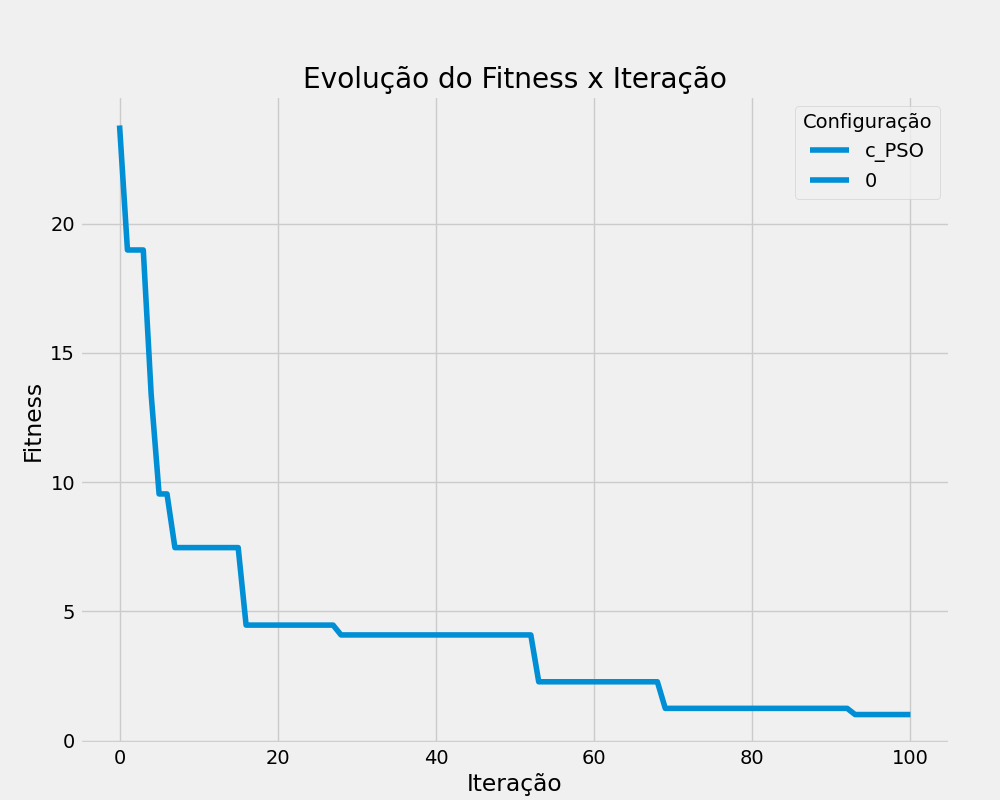 Evolução do Fitness x Iteração
Configuração
c_PSO
0
Fitness
20
15
10
5
0
0 20 40 60 80 100
Iteração